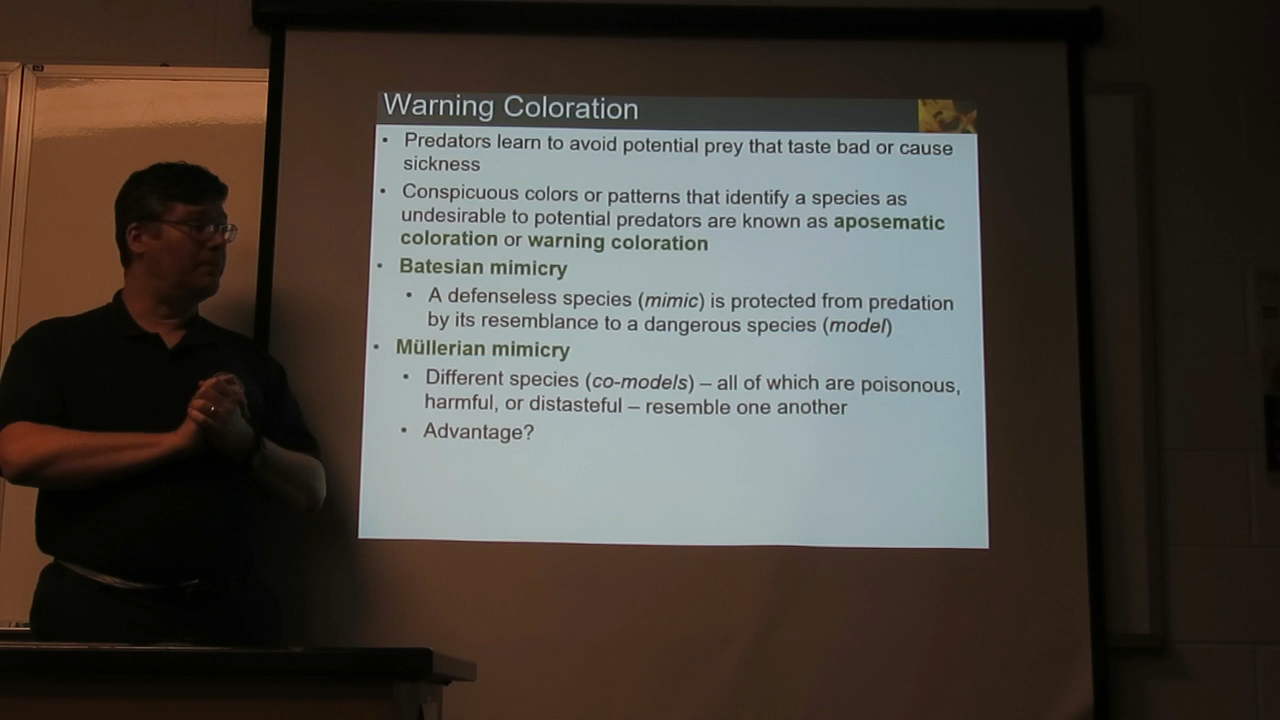 Warning Coloration
• Predators learn to avoid potential prey that taste bad or cause
sickness
• Conspicuous colors or patterns that identify a species as
undesirable to potential predators are known as aposematic
coloration or warning coloration
• Batesian mimicry
• A defenseless species (mimic) is protected from predation
by its resemblance to a dangerous species (model)
• Müllerian mimicry
• Different species (co-models) – all of which are poisonous,
harmful, or distasteful – resemble one another
• Advantage?